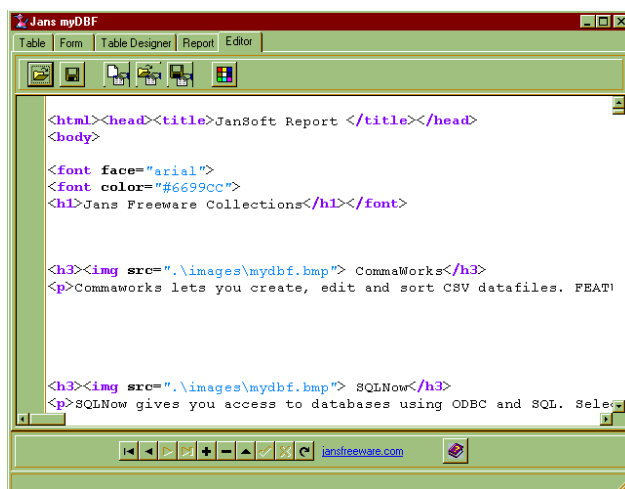 Jans myDBF
Table Form Table Designer Report Editor
<html><head><title>JanSoft Report </title></head>
<body>
<font face="arial">
<font color="#6699CC">
<h1>Jans Freeware Collections</h1></font>
<h3><img src=".\images\mydbf.bmp"> CommaWorks</h3>
<p>Commaworks lets you create, edit and sort CSV datafiles. FEATU
<h3><img src=".\images\mydbf.bmp"> SQLNow</h3>
<p>SQLNow gives you access to databases using ODBC and SQL. Selec
jansfreeware.com